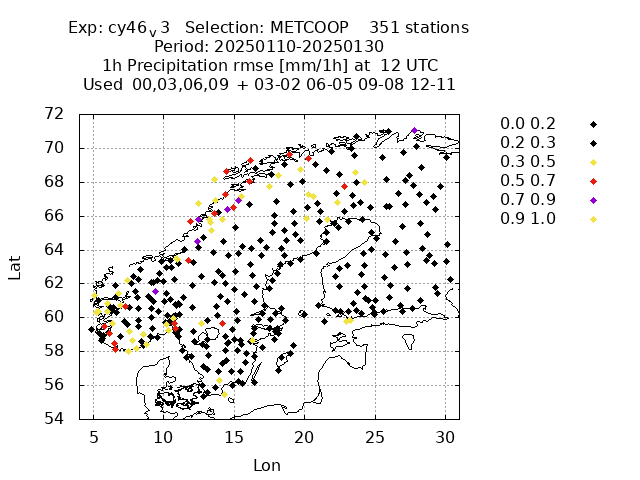 Exp: cy46v3 Selection: METCOOP 351 stations
Period: 20250110-20250130
1h Precipitation rmse [mm/1h] at 12 UTC
Used 00,03,06,09 + 03-02 06-05 09-08 12-11
72
70
68
66
64
62
60
58
56
54
Lat
5 10 15 20 25 30
Lon
0.0 0.2
0.2 0.3
0.3 0.5
0.5 0.7
0.7 0.9
0.9 1.0